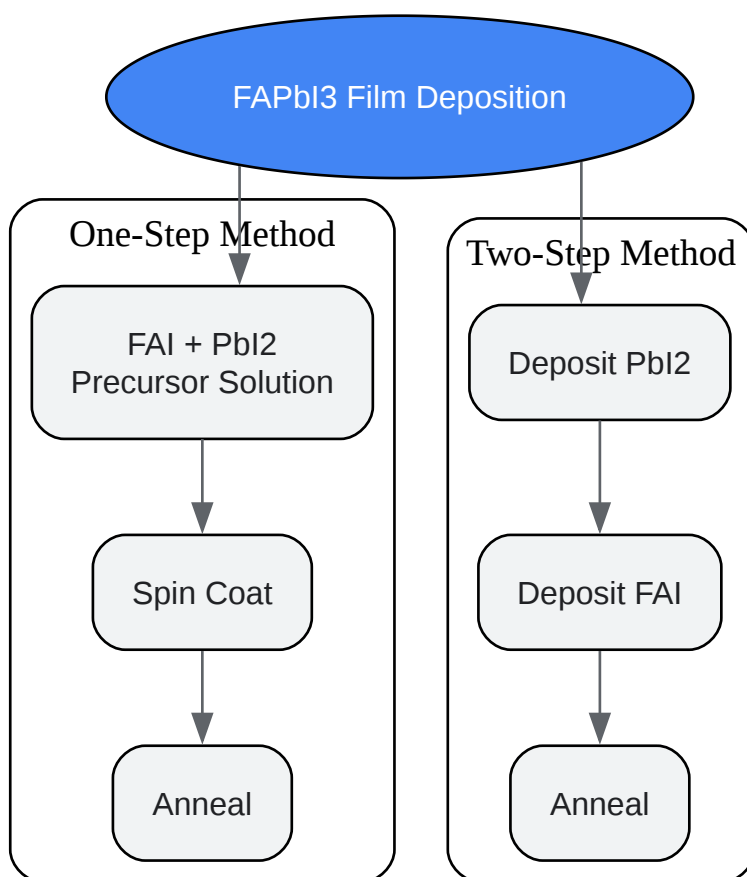 FAPbI3 Film Deposition
One-Step Method
FAI + PbI2
Precursor Solution
Spin Coat
Anneal
Two-Step Method
Deposit PbI2
Deposit FAI
Anneal